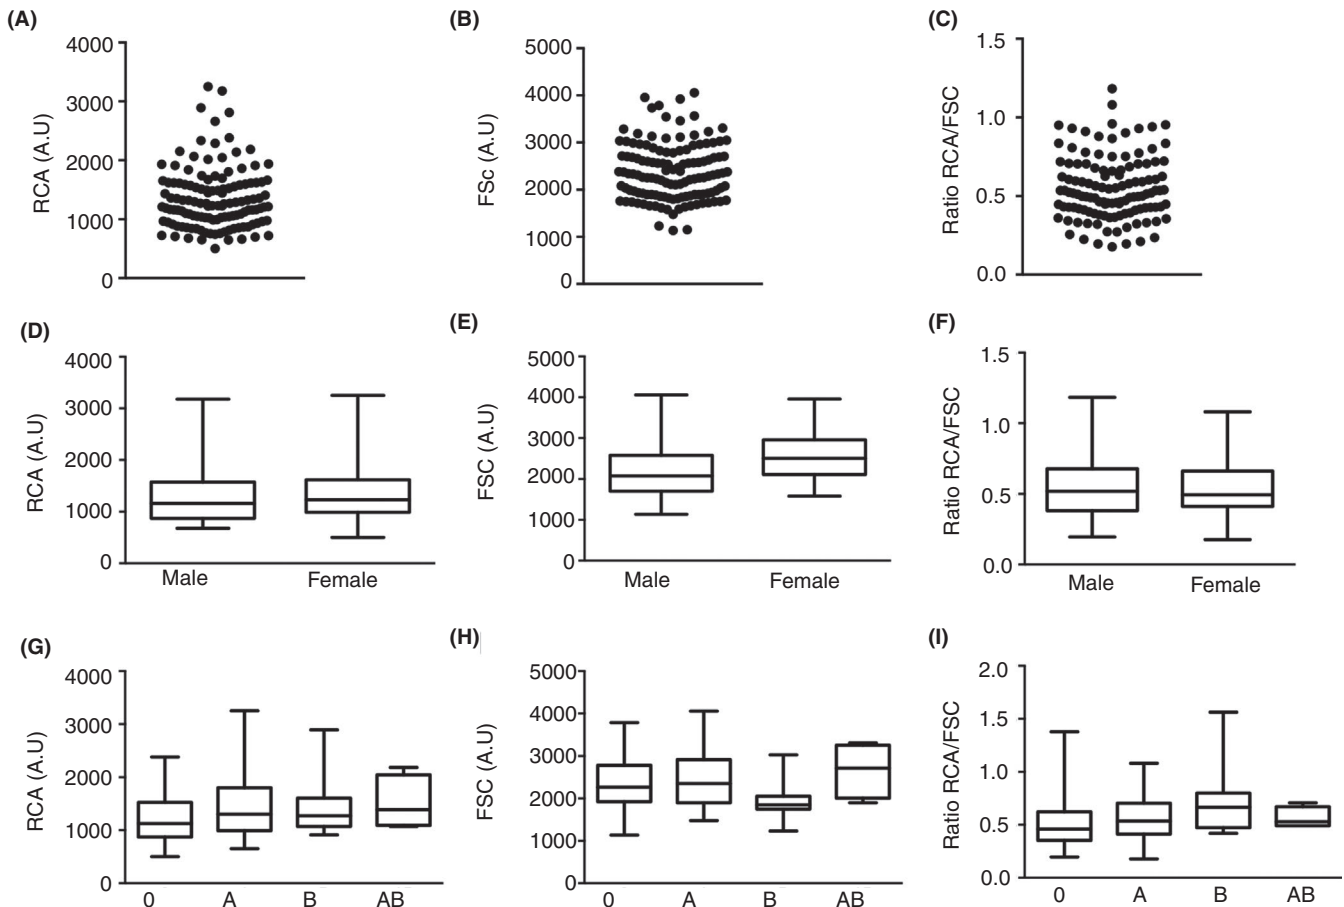 (A)
RCA (A.U)
4000
3000
2000
1000
0
(B)
FSc (A.U)
5000
4000
3000
2000
1000
0
(C)
Ratio RCA/FSC
1.5
1.0
0.5
0.0
(D)
RCA (A.U)
4000
3000
2000
1000
0
Male
Female
(E)
FSC (A.U)
5000
4000
3000
2000
1000
0
Male
Female
(F)
Ratio RCA/FSC
1.5
1.0
0.5
0.0
Male
Female
(G)
RCA (A.U)
4000
3000
2000
1000
0
0
A
B
AB
(H)
FSC (A.U)
5000
4000
3000
2000
1000
0
0
A
B
AB
(I)
Ratio RCA/FSC
2.0
1.5
1.0
0.5
0.0
0
A
B
AB